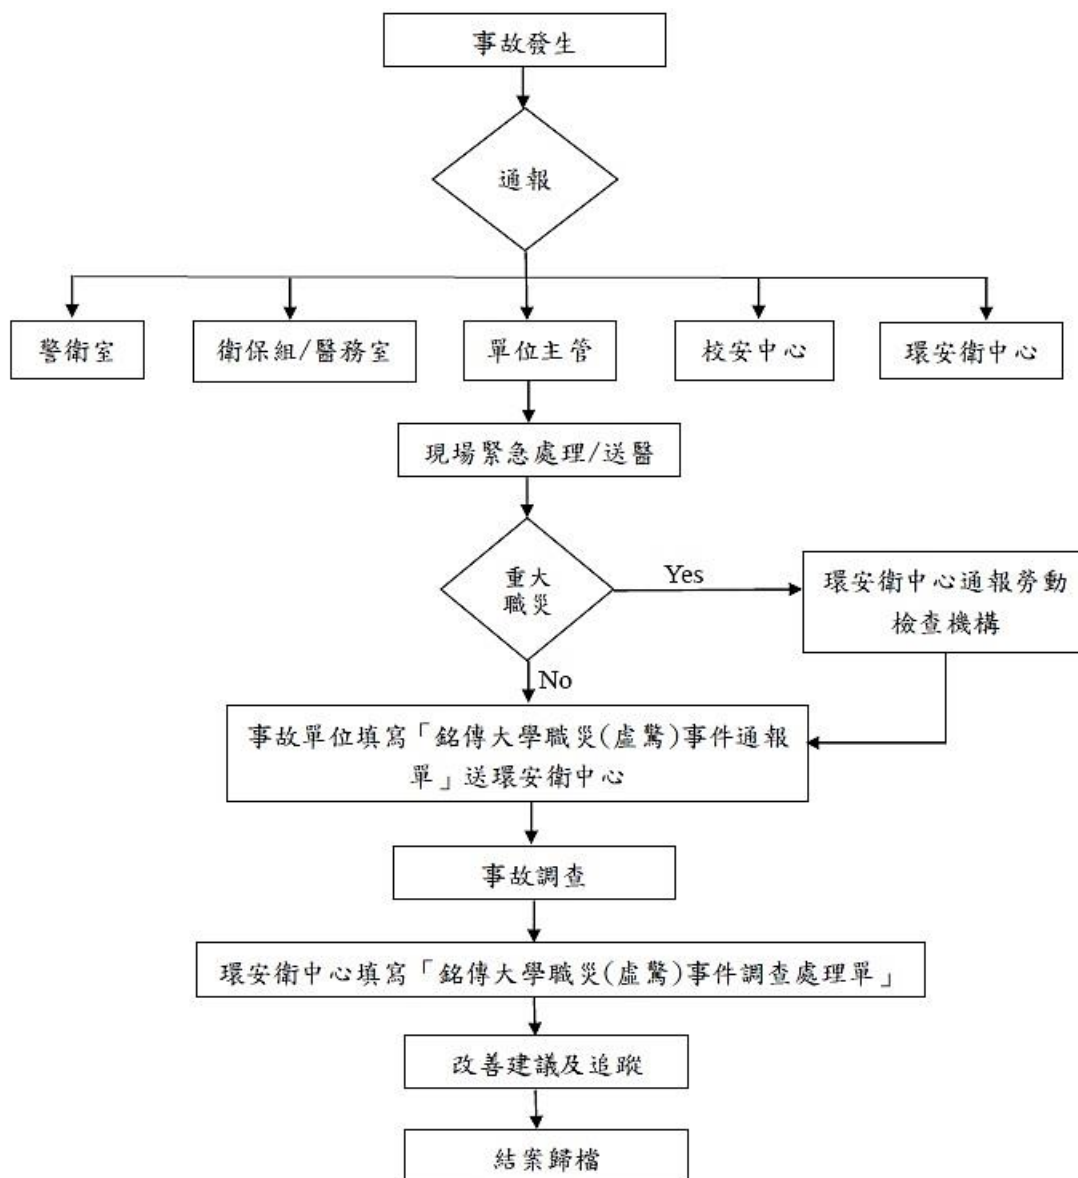 事故發生
通報
警衛室
衛保組/醫務室
單位主管
校安中心
環安衛中心
現場緊急處理/送醫
重大
職災
Yes
環安衛中心通報勞動
檢查機構
No
事故單位填寫「銘傳大學職災(虛驚)事件通報
單」送環安衛中心
事故調查
環安衛中心填寫「銘傳大學職災(虛驚)事件調查處理單」
改善建議及追蹤
結案歸檔